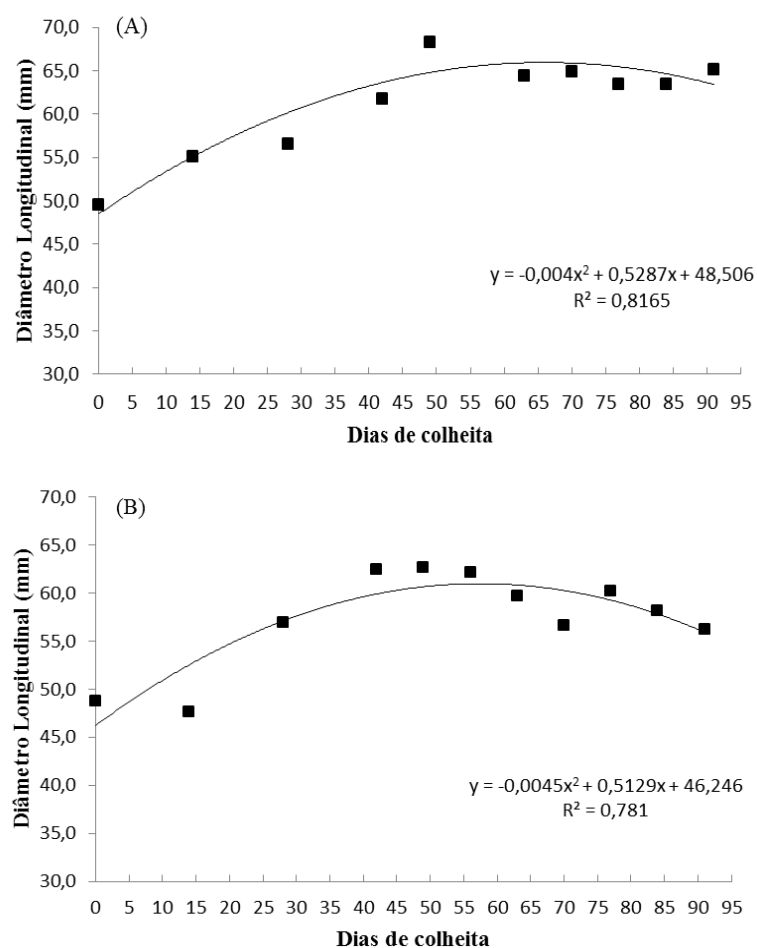 (A)
Diâmetro Longitudinal (mm)
70,0
65,0
60,0
55,0
50,0
45,0
40,0
35,0
30,0
y = -0,004x² + 0,5287x + 48,506
R² = 0,8165
0 5 10 15 20 25 30 35 40 45 50 55 60 65 70 75 80 85 90 95
Dias de colheita
(B)
Diâmetro Longitudinal (mm)
70,0
65,0
60,0
55,0
50,0
45,0
40,0
35,0
30,0
y = -0,0045x² + 0,5129x + 46,246
R² = 0,781
0 5 10 15 20 25 30 35 40 45 50 55 60 65 70 75 80 85 90 95
Dias de colheita